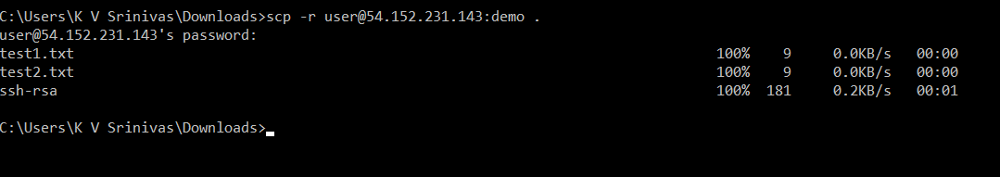 C:\Users\K V Srinivas\Downloads>scp -r user@54.152.231.143:demo .
user@54.152.231.143's password:
test1.txt 100% 9 0.0KB/s 00:00
test2.txt 100% 9 0.0KB/s 00:00
ssh-rsa 100% 181 0.2KB/s 00:01
C:\Users\K V Srinivas\Downloads>